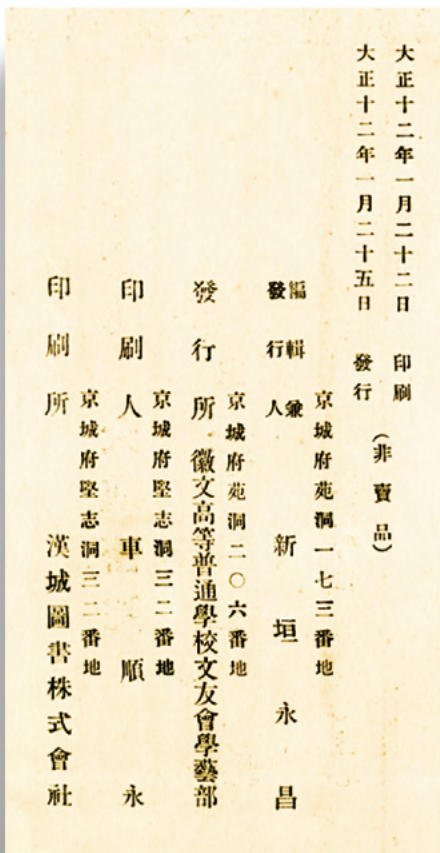 大正十二年一月二十二日 印刷
大正十二年一月二十五日 發行
(非賣品)
京城府苑洞一七三番地
編輯兼
發行人 新垣永昌
京城府苑洞二〇六番地
發行所 徽文高等普通學校文友會學藝部
京城府堅志洞三二番地
印刷人 車順永
京城府堅志洞三二番地
印刷所 漢城圖書株式會社